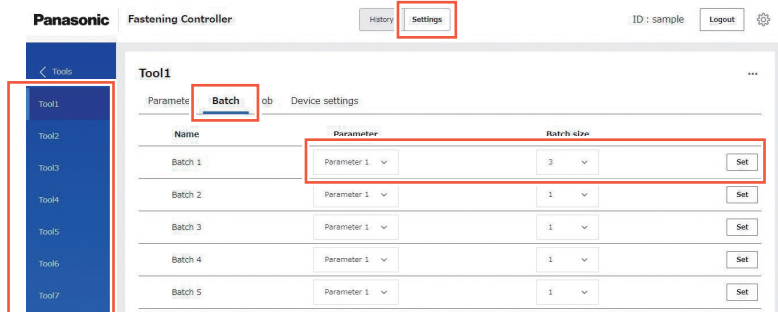 Panasonic Fastening Controller History Settings ID : sample Logout
Tools
Tool1
Tool2
Tool3
Tool4
Tool5
Tool6
Tool7
Tool1
Paramete Batch ob Device settings
Name Parameter Batch size
Batch 1 Parameter 1 3 Set
Batch 2 Parameter 1 1 Set
Batch 3 Parameter 1 1 Set
Batch 4 Parameter 1 1 Set
Batch 5 Parameter 1 1 Set